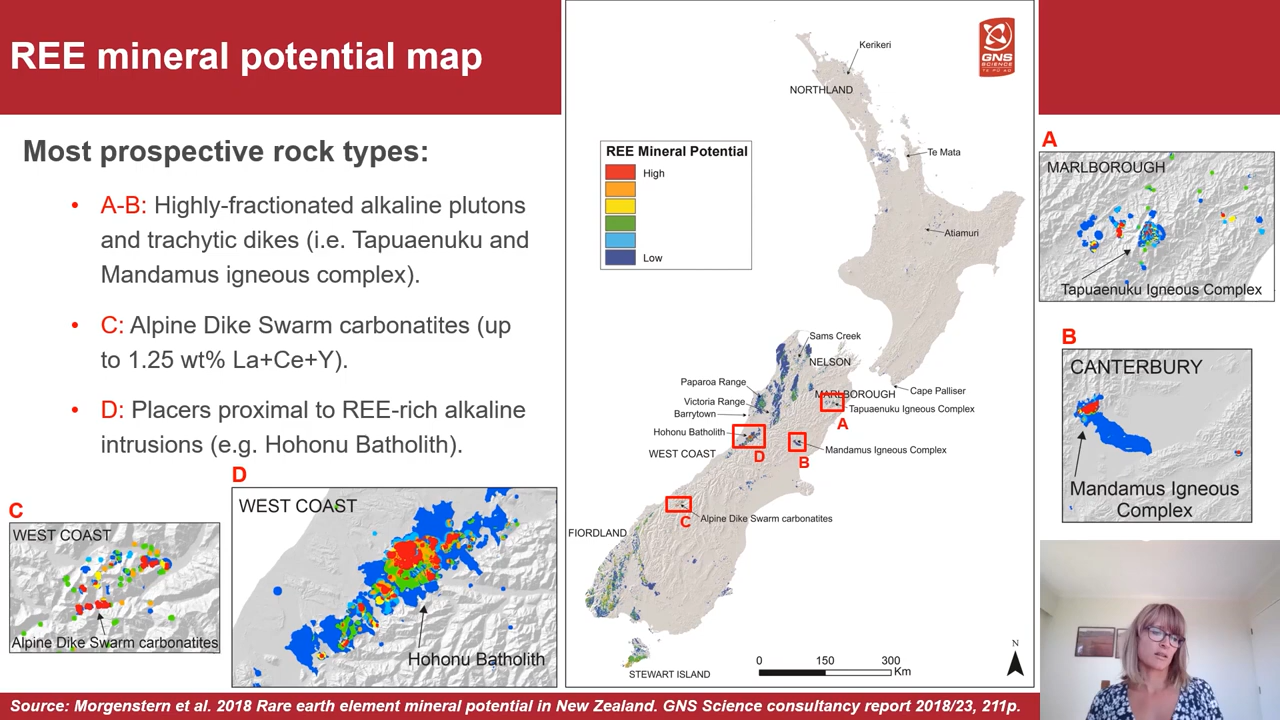 REE mineral potential map
Most prospective rock types:
• A-B: Highly-fractionated alkaline plutons
and trachytic dikes (i.e. Tapuaenuku and
Mandamus igneous complex).
• C: Alpine Dike Swarm carbonatites (up
to 1.25 wt% La+Ce+Y).
• D: Placers proximal to REE-rich alkaline
intrusions (e.g. Hohonu Batholith).
C
WEST COAST
Alpine Dike Swarm carbonatites
D
WEST COAST
Hohonu Batholith
GNS
SCIENCE
TE PŪ AO
Kerikeri
NORTHLAND
REE Mineral Potential
High
Low
Te Mata
Atiamuri
Sams Creek
NELSON
Paparoa Range
MARLBOROUGH
Cape Palliser
Victoria Range
Tapuaenuku Igneous Complex
Barrytown
A
Hohonu Batholith
D
B
Mandamus Igneous Complex
WEST COAST
C
Alpine Dike Swarm carbonatites
FIORDLAND
STEWART ISLAND
0 150 300
Km
N
A
MARLBOROUGH
Tapuaenuku Igneous Complex
B
CANTERBURY
Mandamus Igneous
Complex
Source: Morgenstern et al. 2018 Rare earth element mineral potential in New Zealand. GNS Science consultancy report 2018/23, 211p.